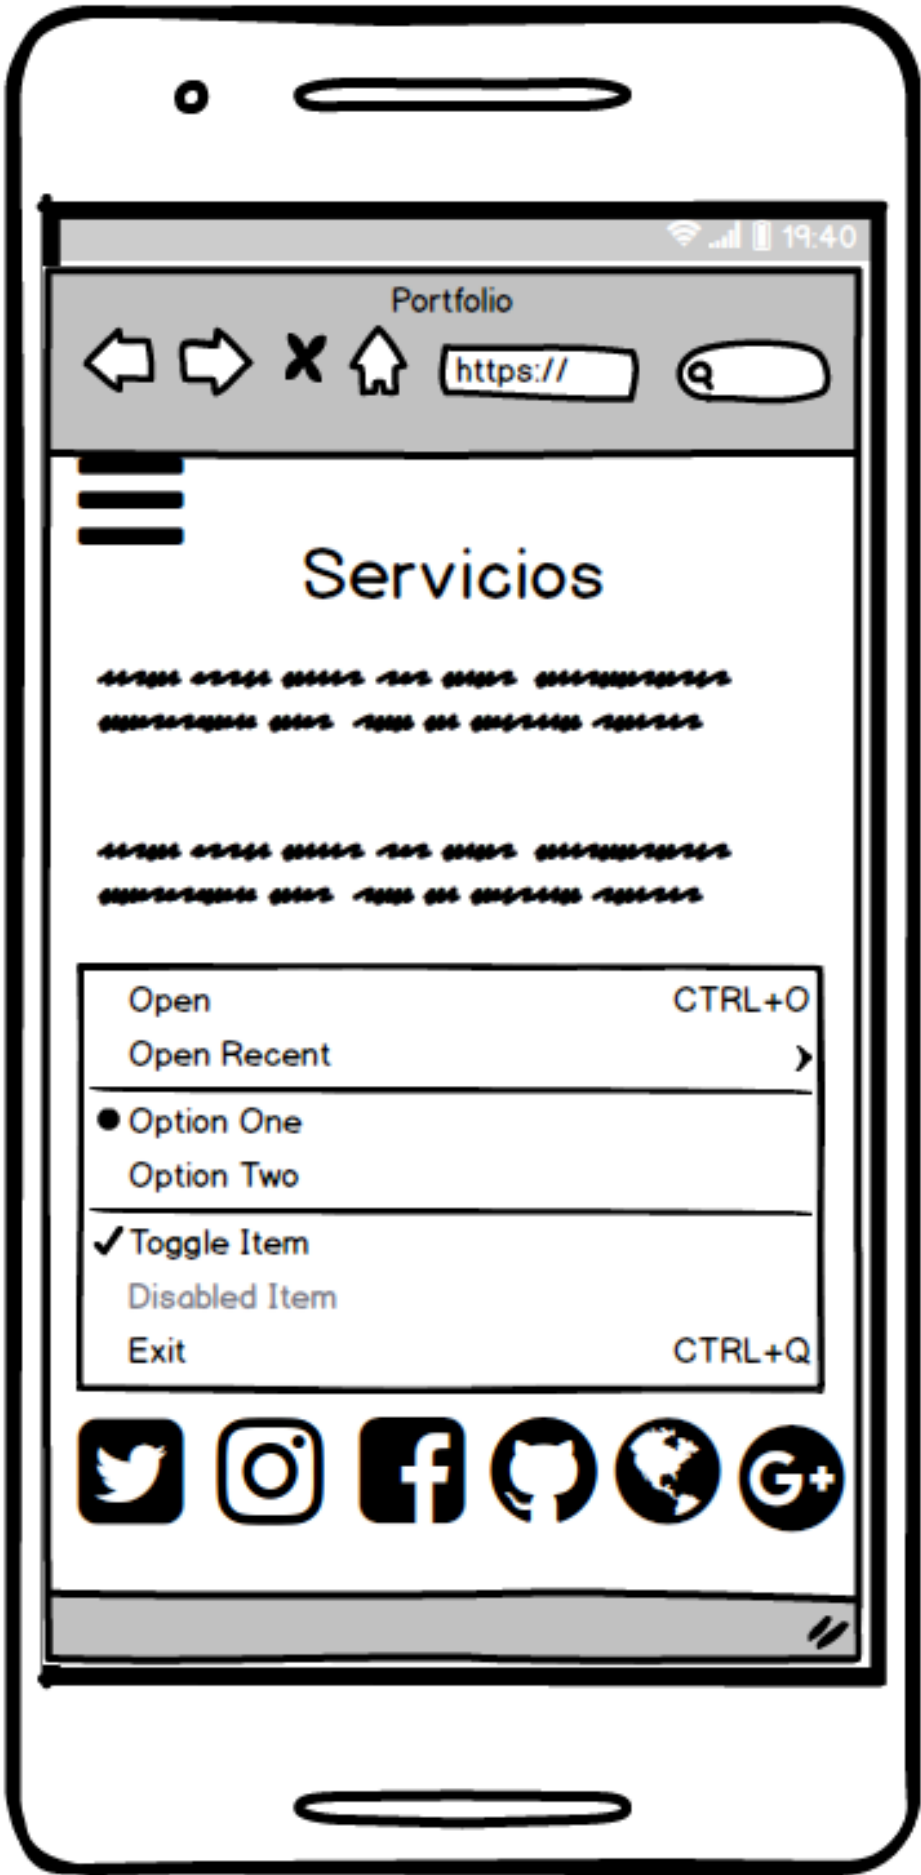 19:40
Portfolio
https://
Servicios
Open CTRL+O
Open Recent
Option One
Option Two
Toggle Item
Disabled Item
Exit CTRL+Q
G+